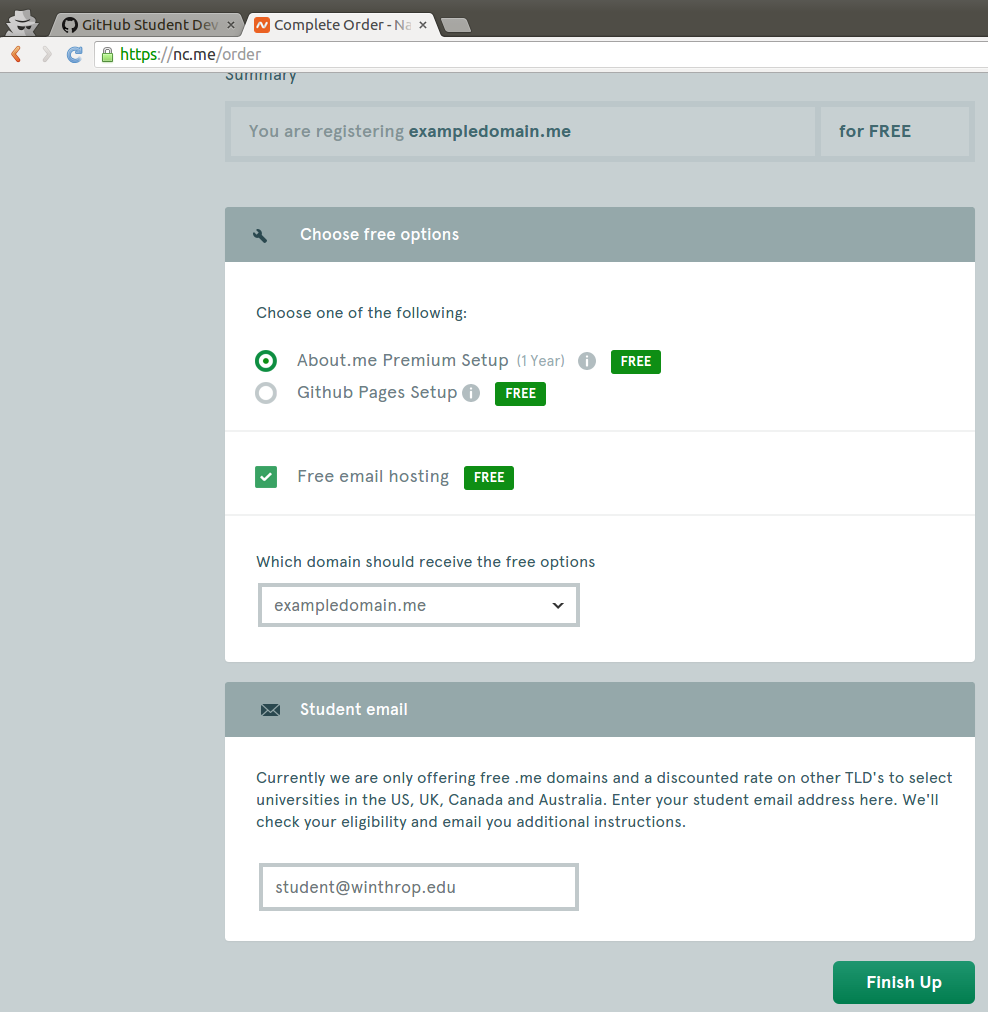 GitHub Student Dev
Complete Order - Na
https://nc.me/order
Summary
You are registering exampledomain.me
for FREE
Choose free options
Choose one of the following:
About.me Premium Setup (1 Year) i FREE
Github Pages Setup i FREE
Free email hosting FREE
Which domain should receive the free options
exampledomain.me
Student email
Currently we are only offering free .me domains and a discounted rate on other TLD's to select
universities in the US, UK, Canada and Australia. Enter your student email address here. We'll
check your eligibility and email you additional instructions.
student@winthrop.edu
Finish Up